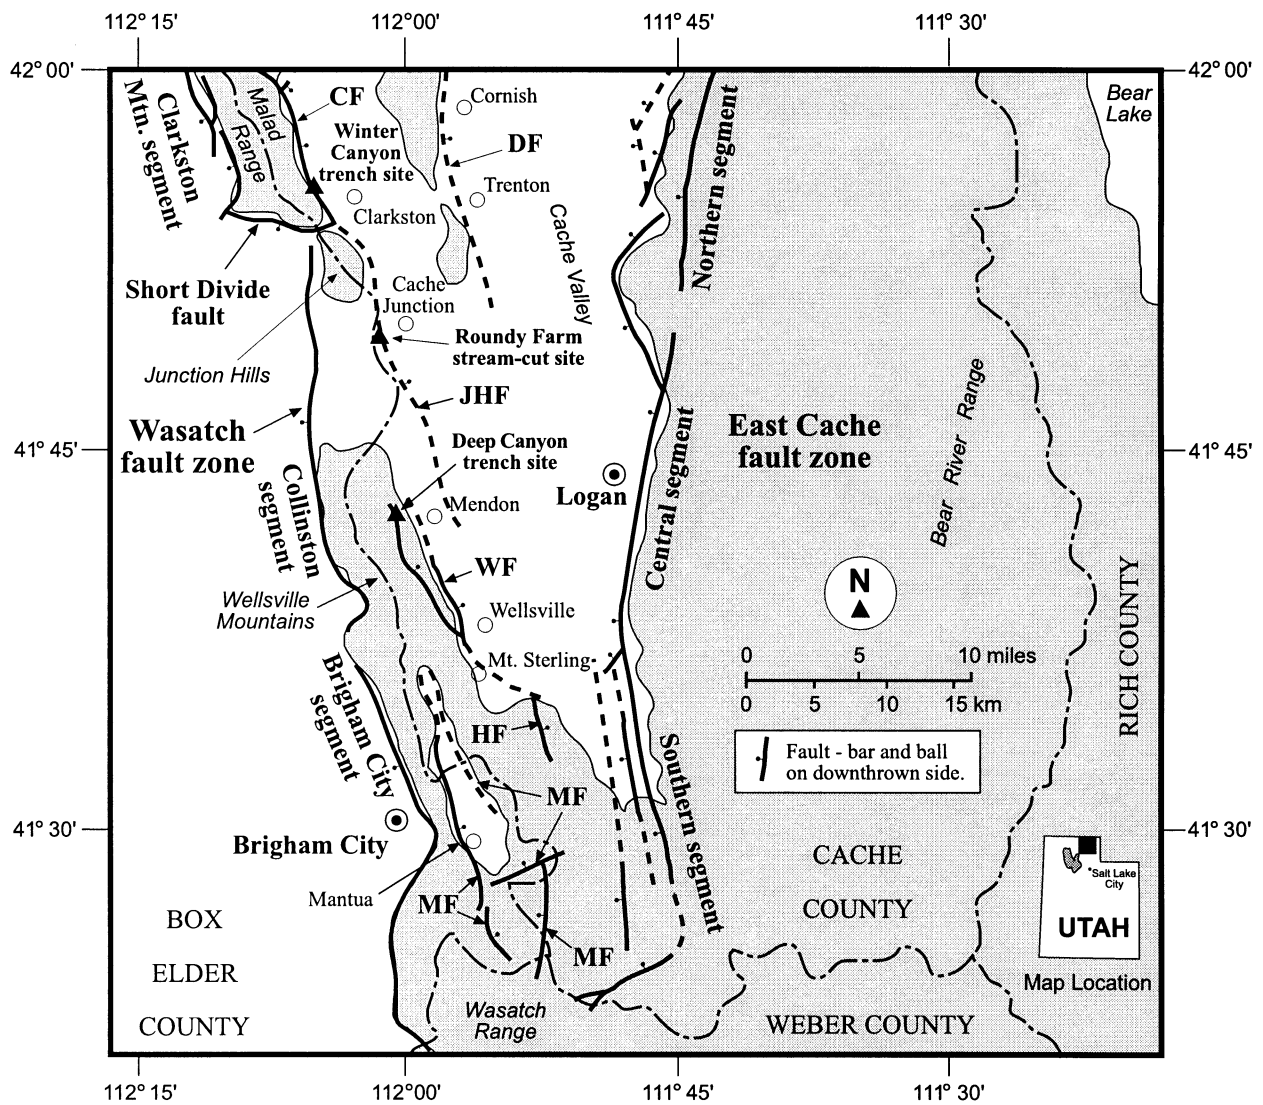 112° 15'
112° 00'
111° 45'
111° 30'
42° 00'
42° 00'
Clarkston
Mtn. segment
Malad
Range
CF
Winter
Canyon
trench site
Cornish
DF
Trenton
Clarkston
Northern segment
Bear
Lake
Short Divide
fault
Cache Valley
Cache
Junction
Roundy Farm
stream-cut site
Junction Hills
JHF
Wasatch
fault zone
East Cache
fault zone
Bear River Range
41° 45'
41° 45'
Deep Canyon
trench site
Mendon
Logan
Central segment
Collinston
segment
WF
Wellsville
Mountains
Wellsville
N
RICH COUNTY
Mt. Sterling
0 5 10 miles
0 5 10 15 km
Brigham City
segment
HF
Southern segment
Fault - bar and ball
on downthrown side.
MF
41° 30'
41° 30'
Brigham City
Mantua
MF
MF
CACHE
COUNTY
Salt Lake
City
UTAH
Map Location
BOX
ELDER
COUNTY
Wasatch
Range
WEBER COUNTY
112° 15'
112° 00'
111° 45'
111° 30'